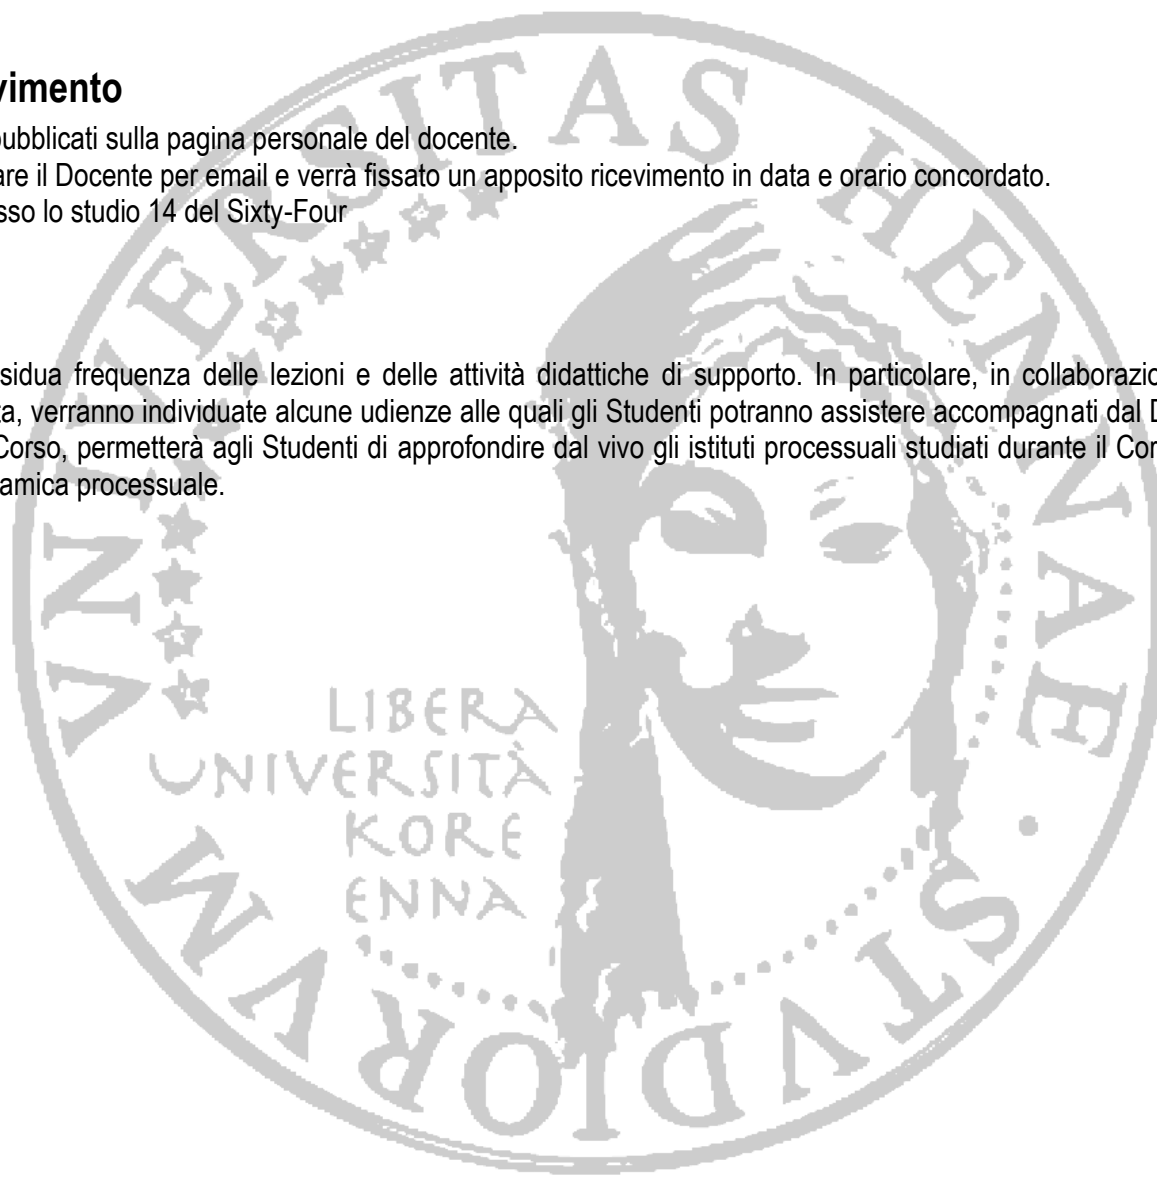 vimento
pubblicati sulla pagina personale del docente.
are il Docente per email e verrà fissato un apposito ricevimento in data e orario concordato.
sso lo studio 14 del Sixty-Four
sidua frequenza delle lezioni e delle attività didattiche di supporto. In particolare, in collaborazio
ta, verranno individuate alcune udienze alle quali gli Studenti potranno assistere accompagnati dal D
Corso, permetterà agli Studenti di approfondire dal vivo gli istituti processuali studiati durante il Cor
amica processuale.
VNIVERSITAS HENNAE · STVDIORVM
LIBERA
UNIVERSITÀ
KORE
ENNA